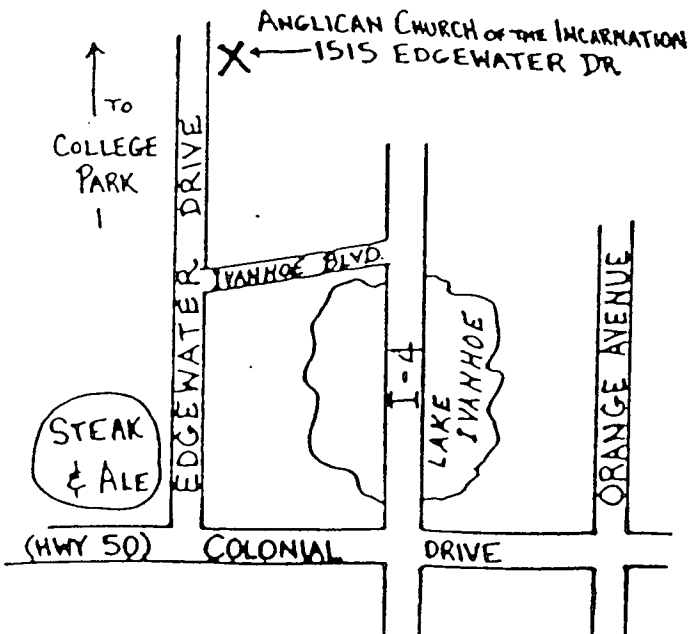 ANGLICAN CHURCH OF THE INCARNATION
1515 EDGEWATER DR
X
TO
COLLEGE
PARK
EDGEWATER DRIVE
IVANHOE BLVD.
I-4
LAKE
IVANHOE
ORANGE AVENUE
STEAK
& ALE
(HWY 50) COLONIAL DRIVE